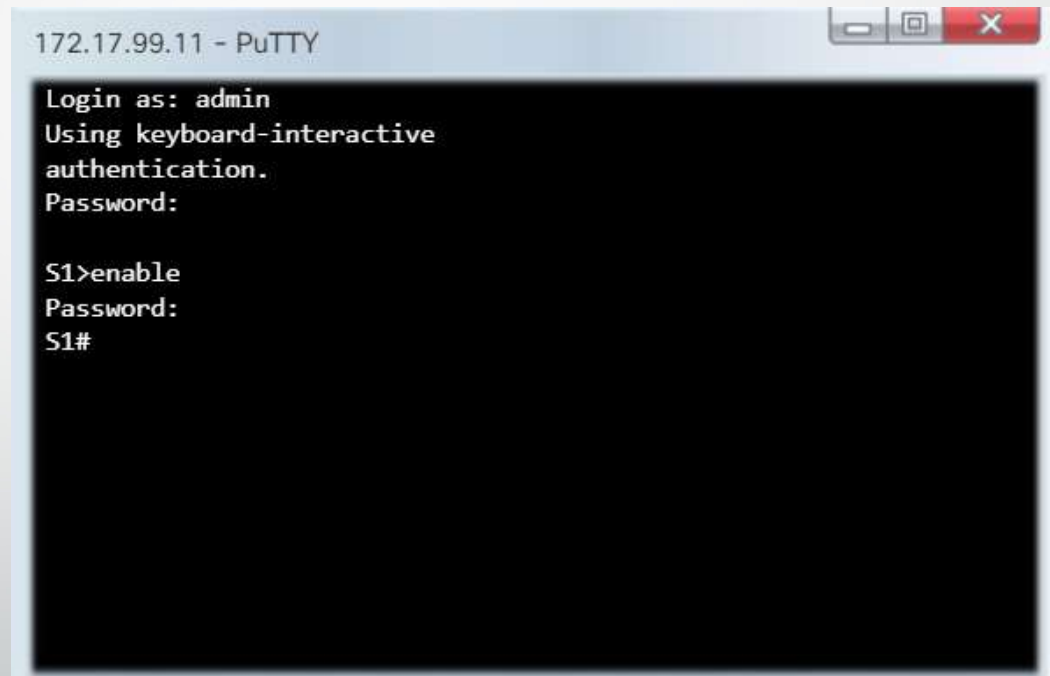 172.17.99.11 - PuTTY
Login as: admin
Using keyboard-interactive
authentication.
Password:
S1>enable
Password:
S1#